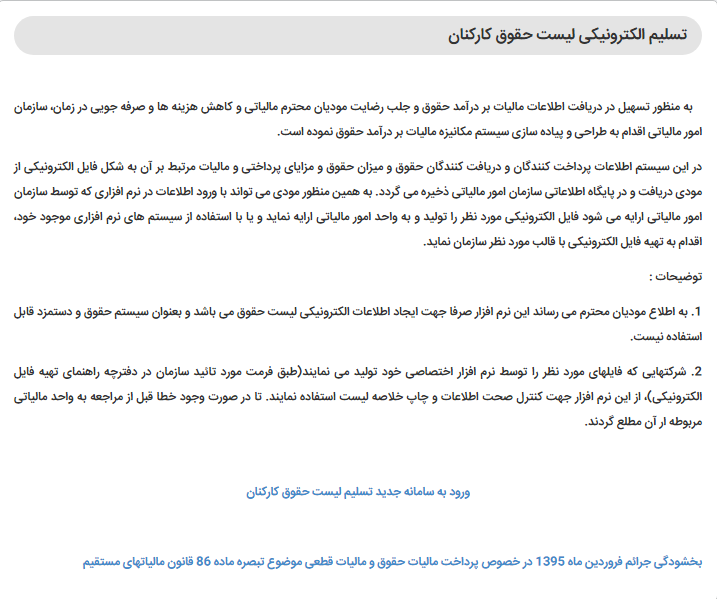 تسلیم الکترونیکی لیست حقوق کارکنان
به منظور تسهیل در دریافت اطلاعات مالیات بر درآمد حقوق و جلب رضایت مودیان محترم مالیاتی و کاهش هزینه ها و صرفه جویی در زمان، سازمان
امور مالیاتی اقدام به طراحی و پیاده سازی سیستم مکانیزه مالیات بر درآمد حقوق نموده است.
در این سیستم اطلاعات پرداخت کنندگان و دریافت کنندگان حقوق و میزان حقوق و مزایای پرداختی و مالیات مرتبط بر آن به شکل فایل الکترونیکی از
مودی دریافت و در پایگاه اطلاعاتی سازمان امور مالیاتی ذخیره می گردد. به همین منظور مودی می تواند با ورود اطلاعات در نرم افزاری که توسط سازمان
امور مالیاتی ارایه می شود فایل الکترونیکی مورد نظر را تولید و به واحد امور مالیاتی ارایه نماید و یا با استفاده از سیستم های نرم افزاری موجود خود،
اقدام به تهیه فایل الکترونیکی با قالب مورد نظر سازمان نماید.
توضیحات :
1. به اطلاع مودیان محترم می رساند این نرم افزار صرفا جهت ایجاد اطلاعات الکترونیکی لیست حقوق می باشد و بعنوان سیستم حقوق و دستمزد قابل
استفاده نیست.
2. شرکتهایی که فایلهای مورد نظر را توسط نرم افزار اختصاصی خود تولید می نمایند(طبق فرمت مورد تائید سازمان در دفترچه راهنمای تهیه فایل
الکترونیکی)، از این نرم افزار جهت کنترل صحت اطلاعات و چاپ خلاصه لیست استفاده نمایند. تا در صورت وجود خطا قبل از مراجعه به واحد مالیاتی
مربوطه ار آن مطلع گردند.
ورود به سامانه جدید تسلیم لیست حقوق کارکنان
بخشودگی جرائم فروردین ماه 1395 در خصوص پرداخت مالیات حقوق و مالیات قطعی موضوع تبصره ماده 86 قانون مالیاتهای مستقیم